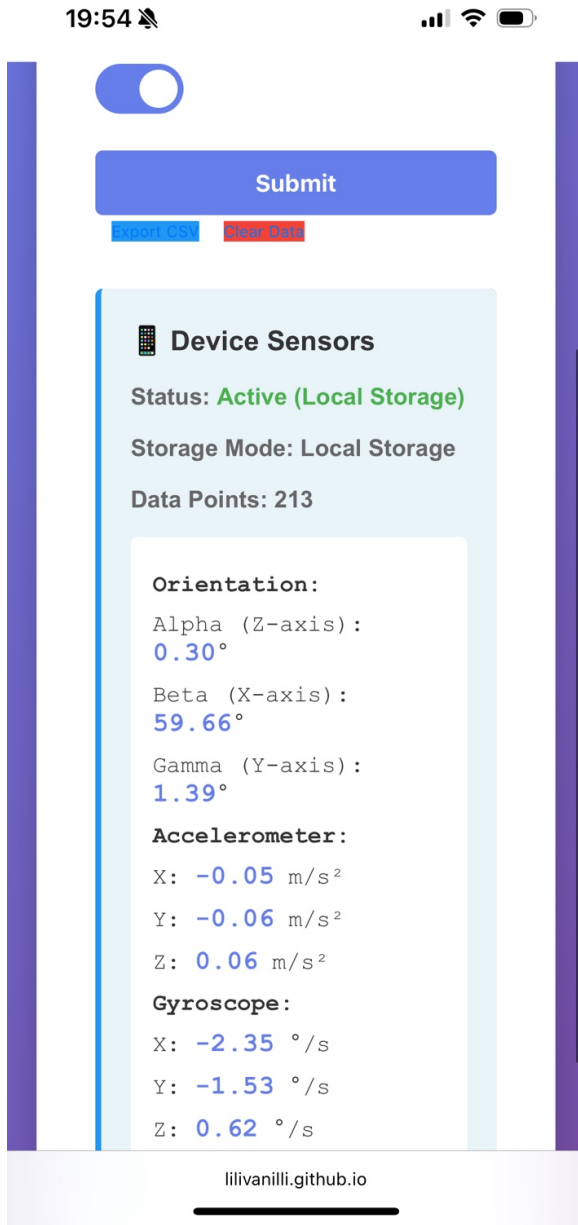 19:54
Submit
Export CSV Clear Data
Device Sensors
Status: Active (Local Storage)
Storage Mode: Local Storage
Data Points: 213
Orientation:
Alpha (Z-axis):
0.30°
Beta (X-axis):
59.66°
Gamma (Y-axis):
1.39°
Accelerometer:
X: -0.05 m/s²
Y: -0.06 m/s²
Z: 0.06 m/s²
Gyroscope:
X: -2.35 °/s
Y: -1.53 °/s
Z: 0.62 °/s
lilivanilli.github.io